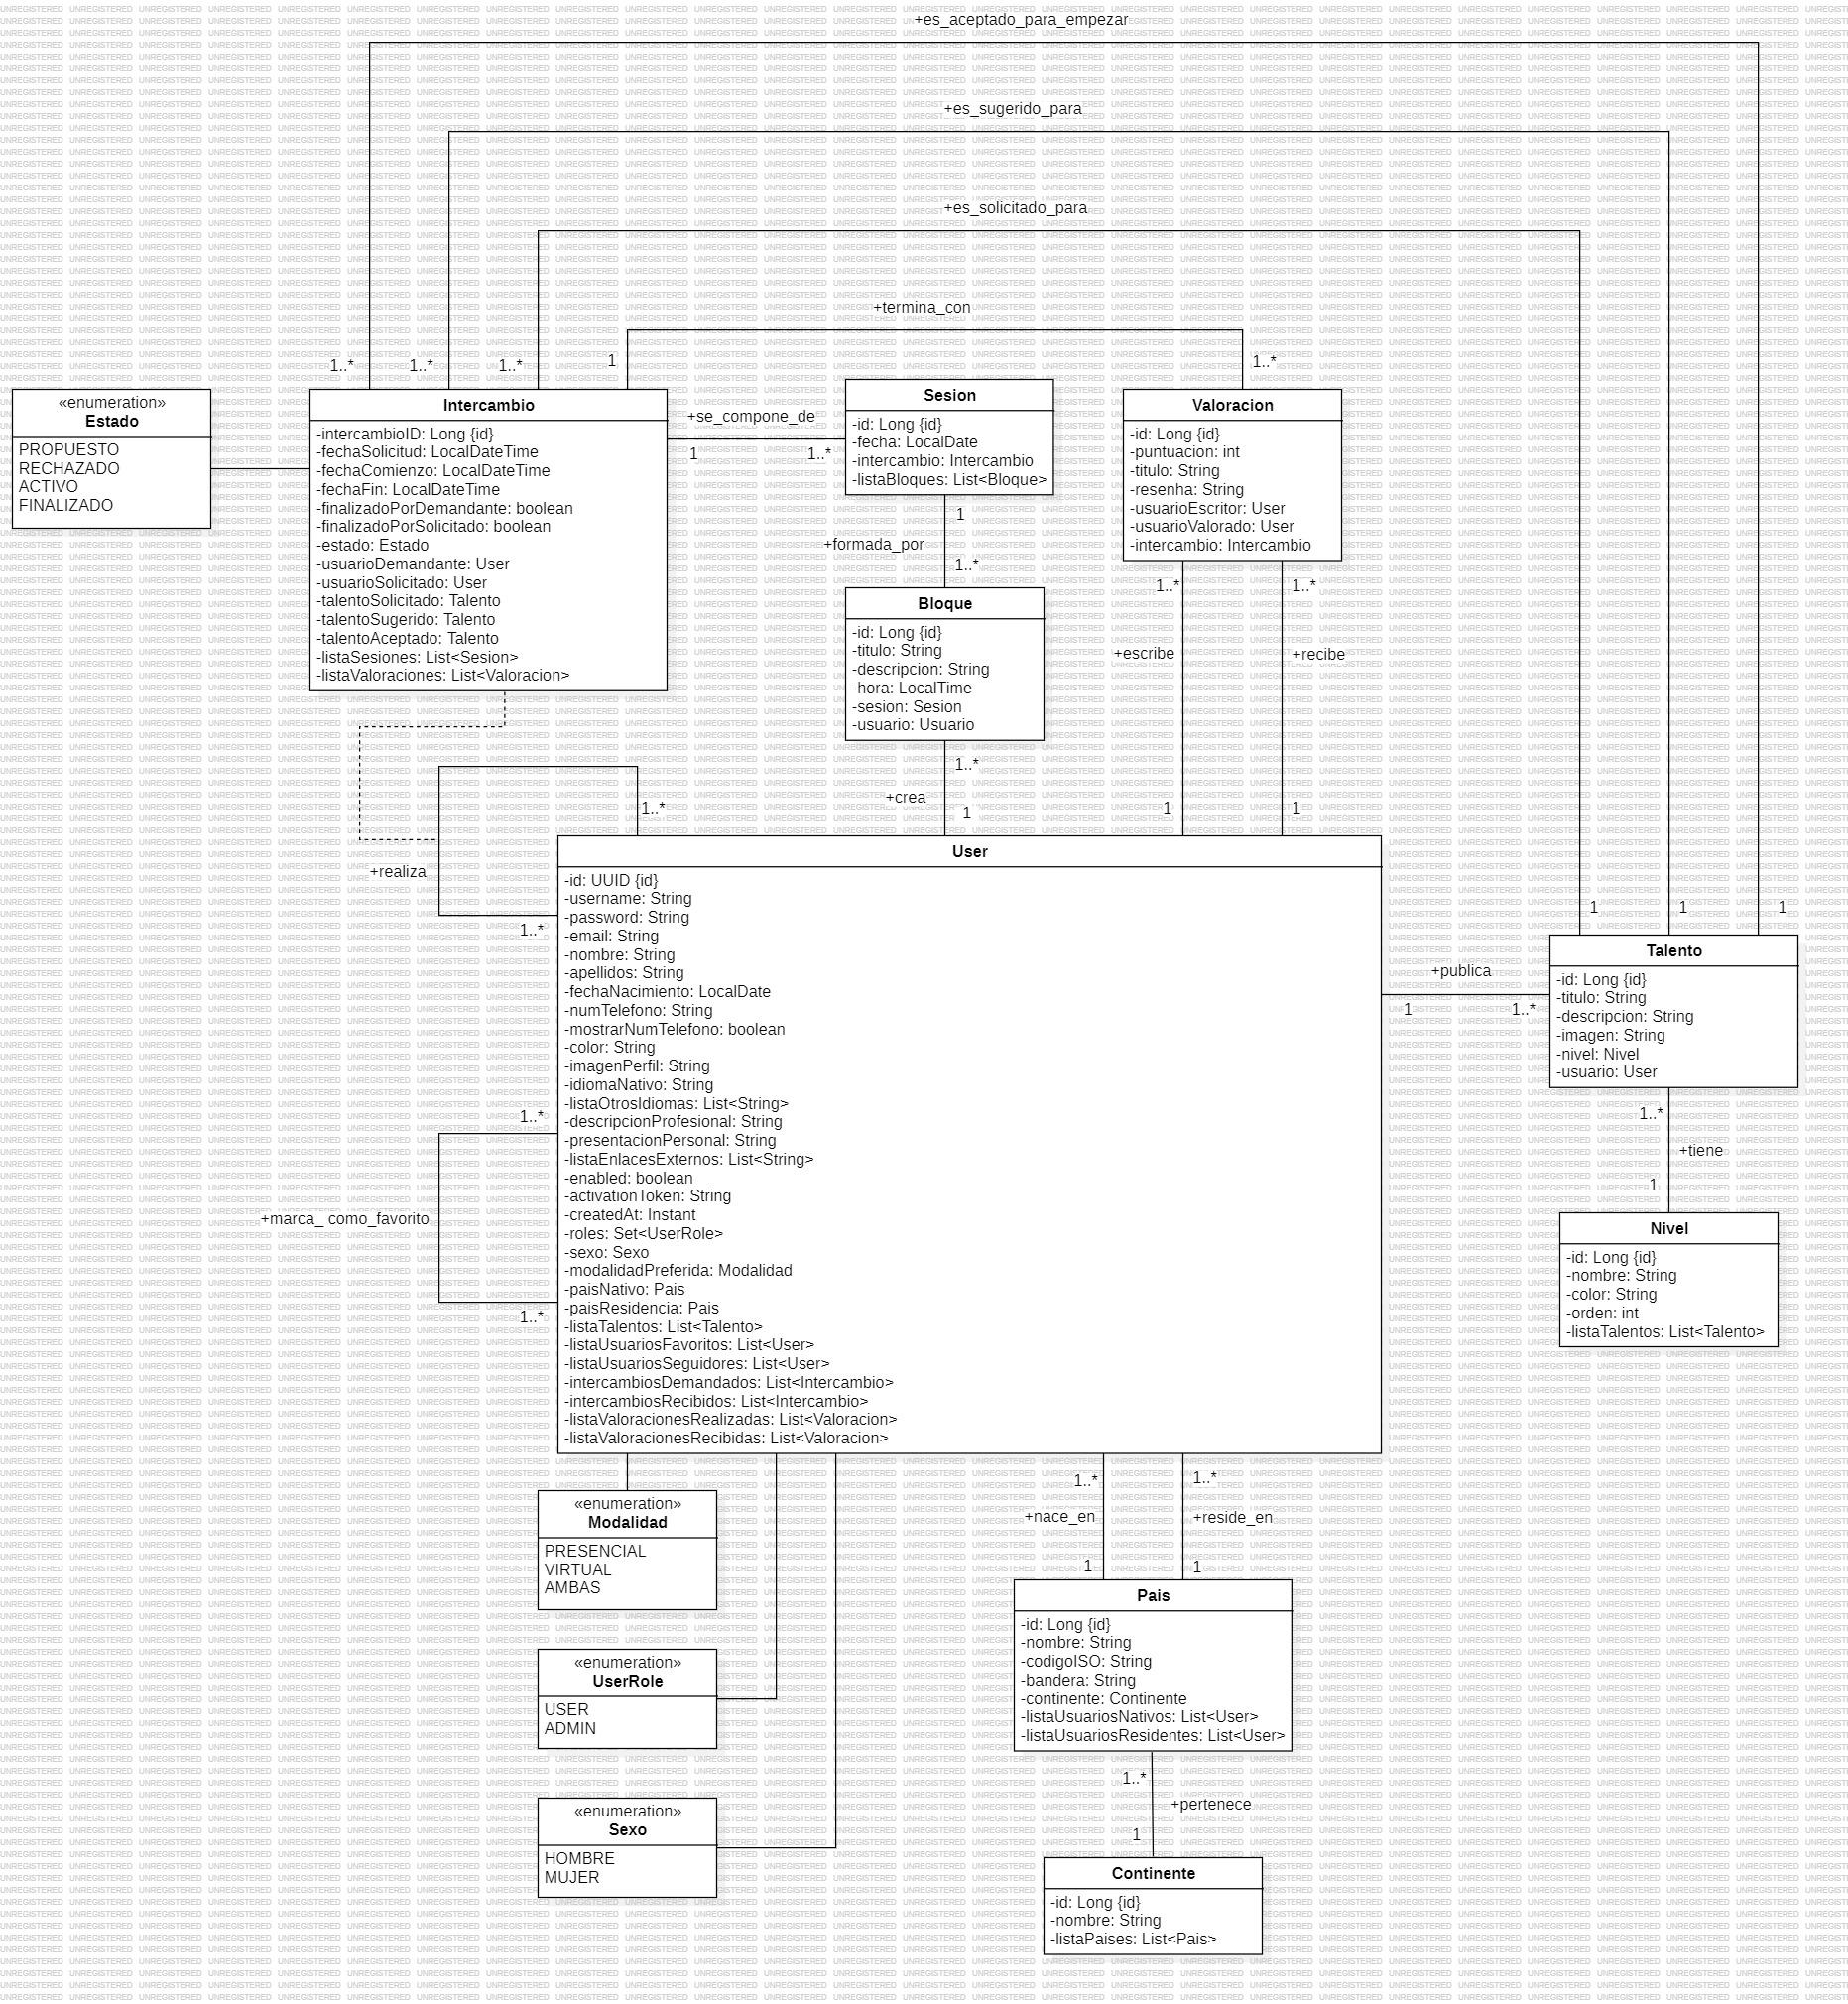 +es_aceptado_para_empezar
+es_sugerido_para
+es_solicitado_para
+termina_con
1..*
1..*
1..*
1
1..*
«enumeration»
Estado
PROPUESTO
RECHAZADO
ACTIVO
FINALIZADO
Intercambio
-intercambioID: Long {id}
-fechaSolicitud: LocalDateTime
-fechaComienzo: LocalDateTime
-fechaFin: LocalDateTime
-finalizadoPorDemandante: boolean
-finalizadoPorSolicitado: boolean
-estado: Estado
-usuarioDemandante: User
-usuarioSolicitado: User
-talentoSolicitado: Talento
-talentoSugerido: Talento
-talentoAceptado: Talento
-listaSesiones: List<Sesion>
-listaValoraciones: List<Valoracion>
+se_compone_de
1
1..*
Sesion
-id: Long {id}
-fecha: LocalDate
-intercambio: Intercambio
-listaBloques: List<Bloque>
Valoracion
-id: Long {id}
-puntuacion: int
-titulo: String
-resenha: String
-usuarioEscritor: User
-usuarioValorado: User
-intercambio: Intercambio
1
+formada_por
1..*
Bloque
-id: Long {id}
-titulo: String
-descripcion: String
-hora: LocalTime
-sesion: Sesion
-usuario: Usuario
1..*
+escribe
1
1..*
+recibe
1
1..*
+crea
1
1..*
+realiza
1..*
User
-id: UUID {id}
-username: String
-password: String
-email: String
-nombre: String
-apellidos: String
-fechaNacimiento: LocalDate
-numTelefono: String
-mostrarNumTelefono: boolean
-color: String
-imagenPerfil: String
-idiomaNativo: String
-listaOtrosIdiomas: List<String>
-descripcionProfesional: String
-presentacionPersonal: String
-listaEnlacesExternos: List<String>
-enabled: boolean
-activationToken: String
-createdAt: Instant
-roles: Set<UserRole>
-sexo: Sexo
-modalidadPreferida: Modalidad
-paisNativo: Pais
-paisResidencia: Pais
-listaTalentos: List<Talento>
-listaUsuariosFavoritos: List<User>
-listaUsuariosSeguidores: List<User>
-intercambiosDemandados: List<Intercambio>
-intercambiosRecibidos: List<Intercambio>
-listaValoracionesRealizadas: List<Valoracion>
-listaValoracionesRecibidas: List<Valoracion>
1..*
+marca_ como_favorito
1..*
+publica
1
1..*
1
1
1
Talento
-id: Long {id}
-titulo: String
-descripcion: String
-imagen: String
-nivel: Nivel
-usuario: User
1..*
+tiene
1
Nivel
-id: Long {id}
-nombre: String
-color: String
-orden: int
-listaTalentos: List<Talento>
«enumeration»
Modalidad
PRESENCIAL
VIRTUAL
AMBAS
«enumeration»
UserRole
USER
ADMIN
«enumeration»
Sexo
HOMBRE
MUJER
1..*
+nace_en
1
1..*
+reside_en
1
Pais
-id: Long {id}
-nombre: String
-codigoISO: String
-bandera: String
-continente: Continente
-listaUsuariosNativos: List<User>
-listaUsuariosResidentes: List<User>
1..*
+pertenece
1
Continente
-id: Long {id}
-nombre: String
-listaPaises: List<Pais>
UNREGISTERED